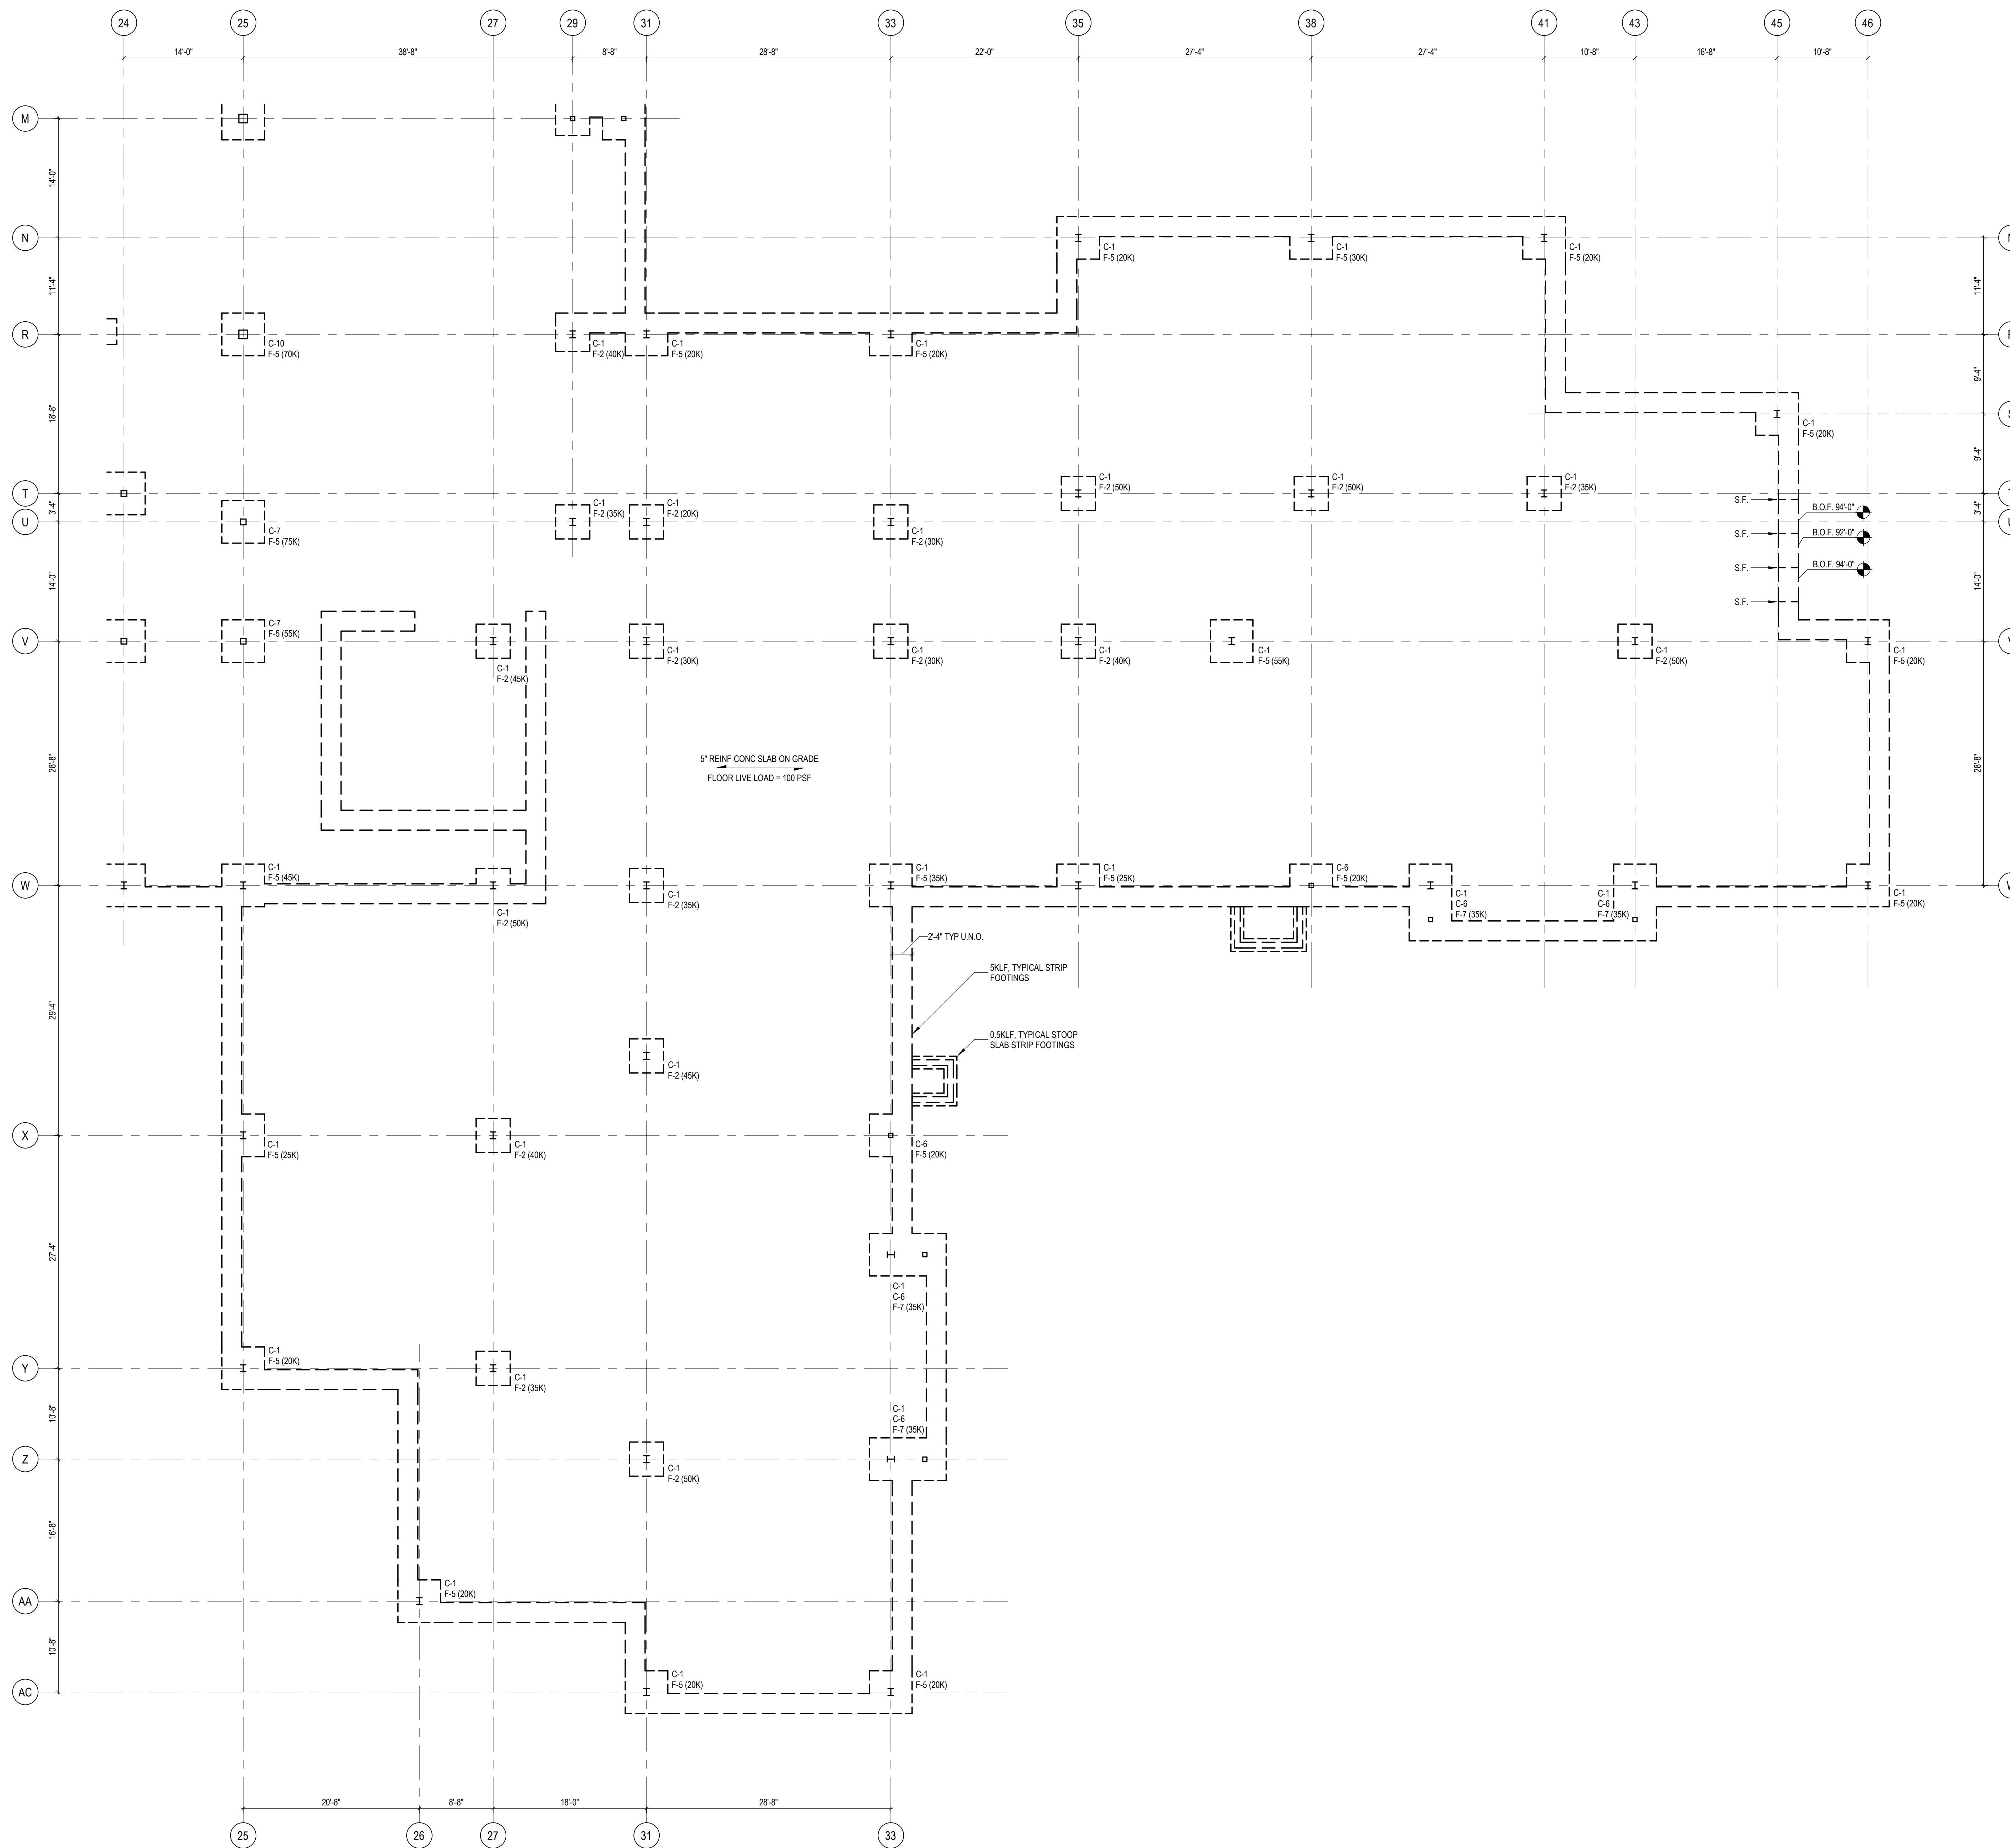 24
25
27
29
31
33
35
38
41
43
45
46
14'-0"
38'-8"
8'-8"
28'-8"
22'-0"
27'-4"
27'-4"
10'-8"
16'-8"
10'-8"
M
14'-0"
N
N
C-1
F-5 (20K)
C-1
F-5 (30K)
C-1
F-5 (20K)
11'-4"
11'-4"
R
C-10
F-5 (70K)
C-1
F-2 (40K)
C-1
F-5 (20K)
C-1
F-5 (20K)
18'-8"
9'-4"
C-1
F-5 (20K)
9'-4"
T
C-1
F-2 (50K)
C-1
F-2 (50K)
C-1
F-2 (35K)
3'-4"
3'-4"
S.F.
B.O.F. 94'-0"
U
C-7
F-5 (75K)
C-1
F-2 (35K)
C-1
F-2 (20K)
C-1
F-2 (30K)
S.F.
B.O.F. 92'-0"
S.F.
B.O.F. 94'-0"
S.F.
14'-0"
14'-0"
V
C-7
F-5 (55K)
C-1
F-2 (45K)
C-1
F-2 (30K)
C-1
F-2 (30K)
C-1
F-2 (40K)
C-1
F-5 (55K)
C-1
F-2 (50K)
C-1
F-5 (20K)
28'-8"
28'-8"
5" REINF CONC SLAB ON GRADE
FLOOR LIVE LOAD = 100 PSF
W
C-1
F-5 (45K)
C-1
F-2 (50K)
C-1
F-2 (35K)
C-1
F-5 (35K)
C-1
F-5 (25K)
C-6
F-5 (20K)
C-1
C-6
F-7 (35K)
C-1
C-6
F-7 (35K)
C-1
F-5 (20K)
2'-4" TYP U.N.O.
5KLF, TYPICAL STRIP
FOOTINGS
29'-4"
0.5KLF, TYPICAL STOOP
SLAB STRIP FOOTINGS
C-1
F-2 (45K)
X
C-1
F-5 (25K)
C-1
F-2 (40K)
C-6
F-5 (20K)
27'-4"
C-1
C-6
F-7 (35K)
Y
C-1
F-5 (20K)
C-1
F-2 (35K)
10'-8"
C-1
C-6
F-7 (35K)
Z
C-1
F-2 (50K)
16'-8"
AA
C-1
F-5 (20K)
10'-8"
AC
C-1
F-5 (20K)
C-1
F-5 (20K)
20'-8"
8'-8"
18'-0"
28'-8"
25
26
27
31
33